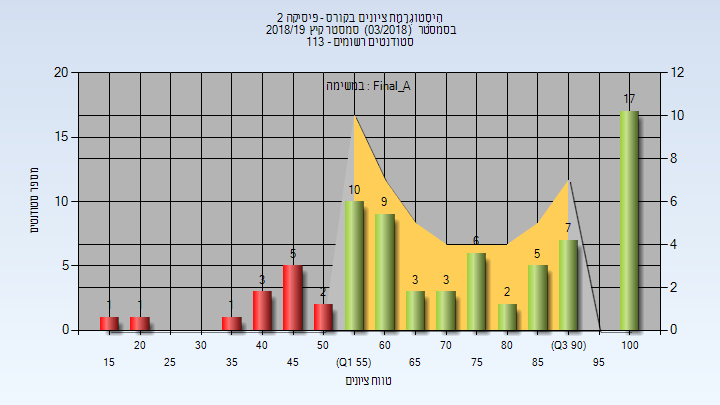 היסטוגרמת ציונים בקורס - פיסיקה 2
בסמסטר (03/2018) סמסטר קיץ 2018/19
סטודנטים רשומים - 113
במשימה : Final_A
מספר סטודנטים
20 15 10 5 0
12 10 8 6 4 2 0
1 1 1 3 5 2 10 9 3 3 6 2 5 7 17
20 30 40 50 60 70 80 (Q3 90) 100
15 25 35 45 (Q1 55) 65 75 85 95
טווח ציונים